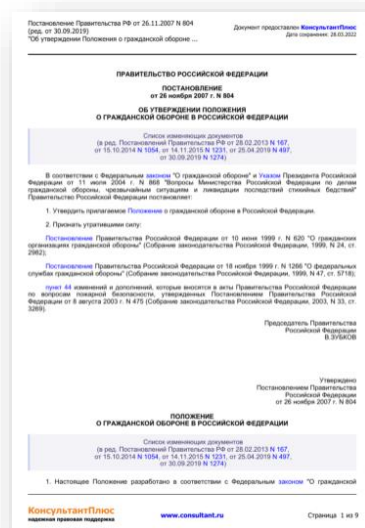 Постановление Правительства РФ от 26.11.2007 N 804
(ред. от 30.09.2019)
"Об утверждении Положения о гражданской обороне ...
Документ предоставлен КонсультантПлюс
Дата сохранения: 28.03.2022
ПРАВИТЕЛЬСТВО РОССИЙСКОЙ ФЕДЕРАЦИИ
ПОСТАНОВЛЕНИЕ
от 26 ноября 2007 г. N 804
ОБ УТВЕРЖДЕНИИ ПОЛОЖЕНИЯ
О ГРАЖДАНСКОЙ ОБОРОНЕ В РОССИЙСКОЙ ФЕДЕРАЦИИ
Список изменяющих документов
(в ред. Постановлений Правительства РФ от 28.02.2013 N 167,
от 15.10.2014 N 1054, от 14.11.2015 N 1231, от 25.04.2019 N 497,
от 30.09.2019 N 1274)
В соответствии с Федеральным законом "О гражданской обороне" и Указом Президента Российской
Федерации от 11 июля 2004 г. N 868 "Вопросы Министерства Российской Федерации по делам
гражданской обороны, чрезвычайным ситуациям и ликвидации последствий стихийных бедствий"
Правительство Российской Федерации постановляет:
1. Утвердить прилагаемое Положение о гражданской обороне в Российской Федерации.
2. Признать утратившими силу:
Постановление Правительства Российской Федерации от 10 июня 1999 г. N 620 "О гражданских
организациях гражданской обороны" (Собрание законодательства Российской Федерации, 1999, N 24, ст.
2982);
Постановление Правительства Российской Федерации от 18 ноября 1999 г. N 1266 "О федеральных
службах гражданской обороны" (Собрание законодательства Российской Федерации, 1999, N 47, ст. 5718);
пункт 44 изменений и дополнений, которые вносятся в акты Правительства Российской Федерации
по вопросам пожарной безопасности, утвержденных Постановлением Правительства Российской
Федерации от 8 августа 2003 г. N 475 (Собрание законодательства Российской Федерации, 2003, N 33, ст.
3269).
Председатель Правительства
Российской Федерации
В.ЗУБКОВ
Утверждено
Постановлением Правительства
Российской Федерации
от 26 ноября 2007 г. N 804
ПОЛОЖЕНИЕ
О ГРАЖДАНСКОЙ ОБОРОНЕ В РОССИЙСКОЙ ФЕДЕРАЦИИ
Список изменяющих документов
(в ред. Постановлений Правительства РФ от 28.02.2013 N 167,
от 15.10.2014 N 1054, от 14.11.2015 N 1231, от 25.04.2019 N 497,
от 30.09.2019 N 1274)
1. Настоящее Положение разработано в соответствии с Федеральным законом "О гражданской
КонсультантПлюс
надежная правовая поддержка
www.consultant.ru
Страница 1 из 9